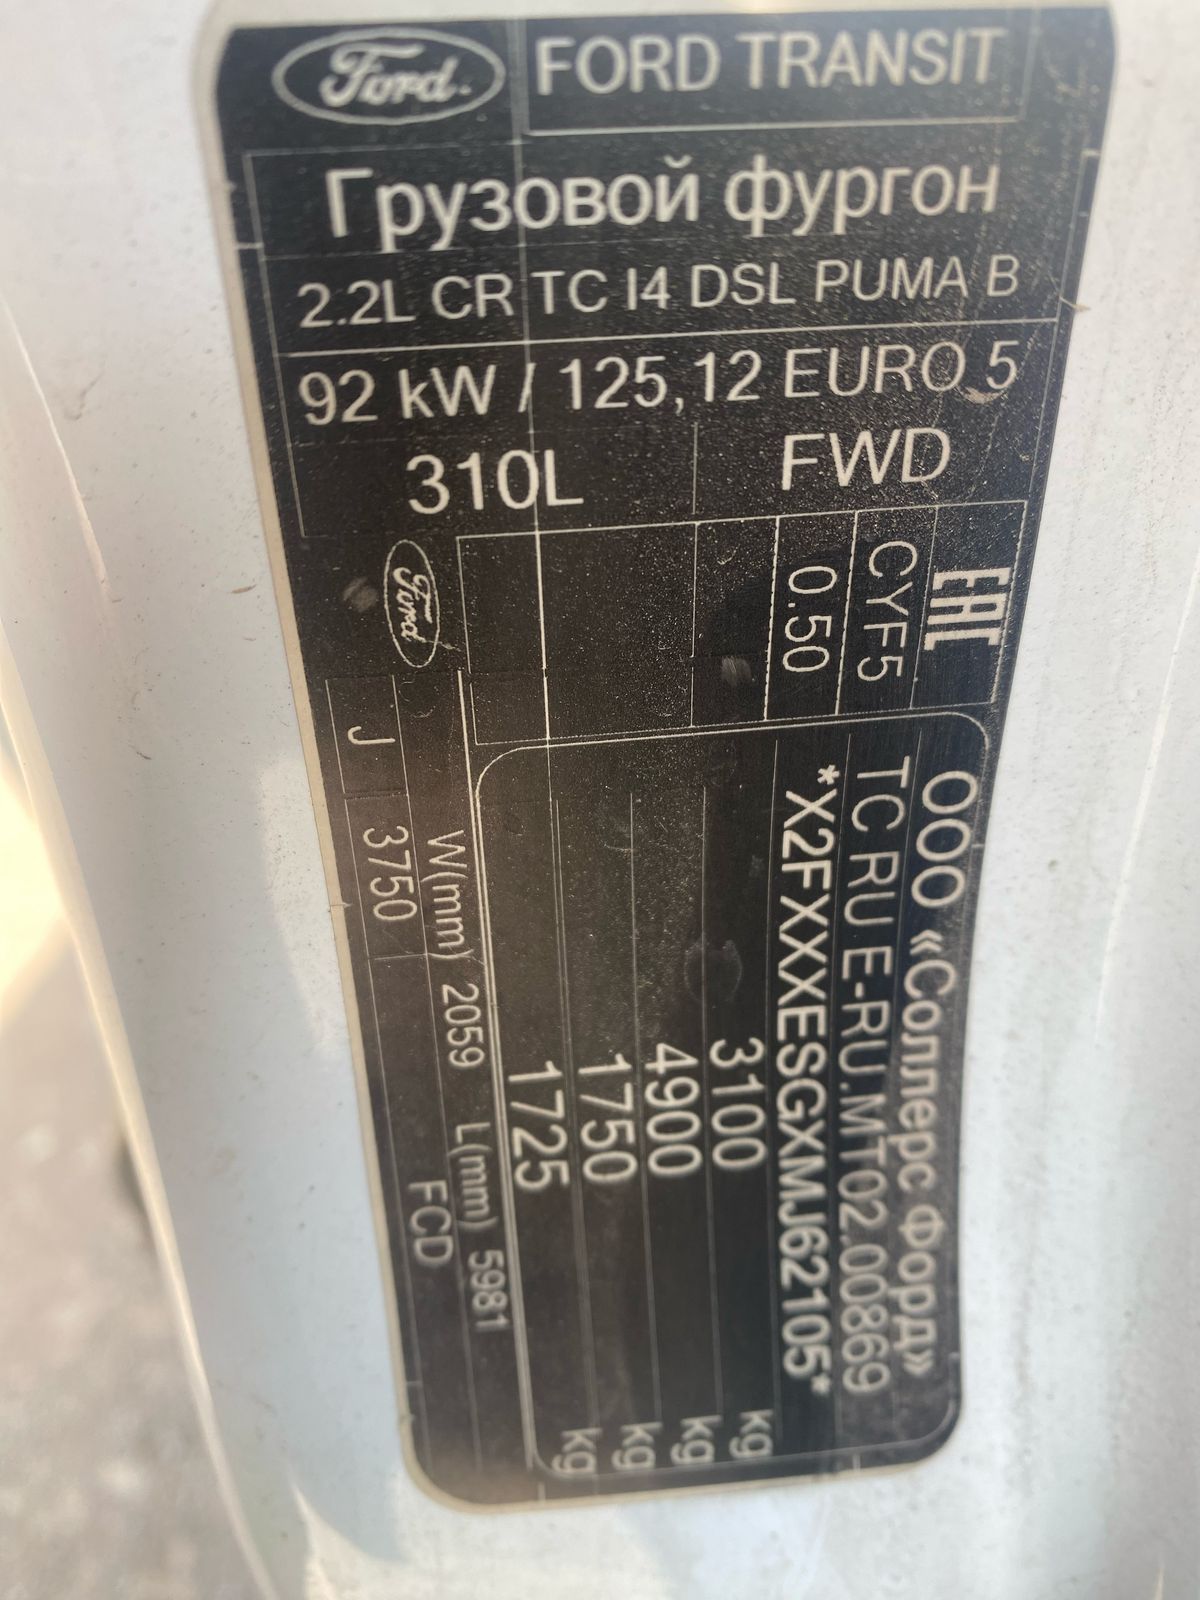 Ford
FORD TRANSIT
Грузовой фургон
2.2L CR TC I4 DSL PUMA B
92 kW / 125,12 EURO 5
310L FWD
EAC
CYF5
0.50
ООО «Соллерс Форд»
TC RU E-RU.MT02.00869
*X2FXXXESGXMJ62105*
3100 kg
4900 kg
1750 kg
1725 kg
Ford
W(mm) 2059 L(mm) 5981
J 3750 FCD